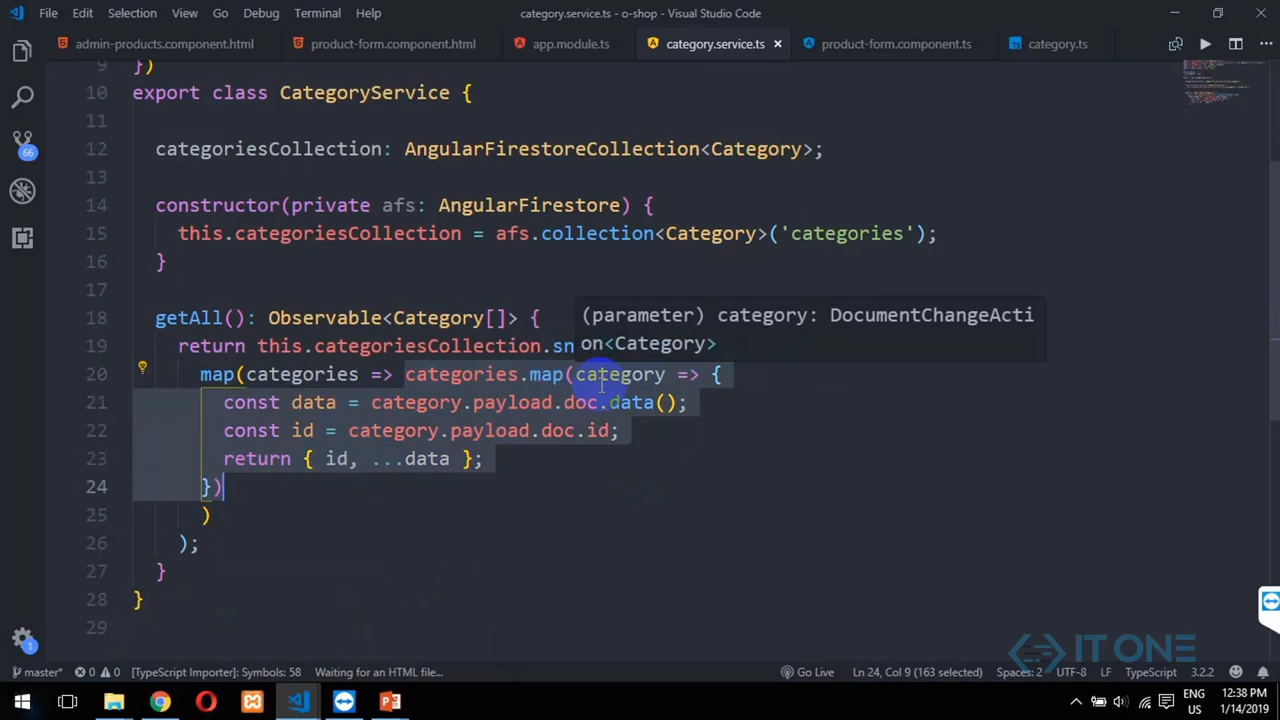 File Edit Selection View Go Debug Terminal Help category.service.ts - o-shop - Visual Studio Code
admin-products.component.html product-form.component.html app.module.ts category.service.ts × product-form.component.ts category.ts
9 })
10 export class CategoryService {
11
12 categoriesCollection: AngularFirestoreCollection<Category>;
13
14 constructor(private afs: AngularFirestore) {
15 this.categoriesCollection = afs.collection<Category>('categories');
16 }
17
18 getAll(): Observable<Category[]> {
(parameter) category: DocumentChangeActi
on<Category>
19 return this.categoriesCollection.sn
20 map(categories => categories.map(category => {
21 const data = category.payload.doc.data();
22 const id = category.payload.doc.id;
23 return { id, ...data };
24 })
25 )
26 );
27 }
28 }
29
66
1
IT ONE
master* 0 0 [TypeScript Importer]: Symbols: 58 Waiting for an HTML file... Go Live Ln 24, Col 9 (163 selected) Spaces: 2 UTF-8 LF TypeScript 3.2.2
ENG 12:38 PM
US 1/14/2019